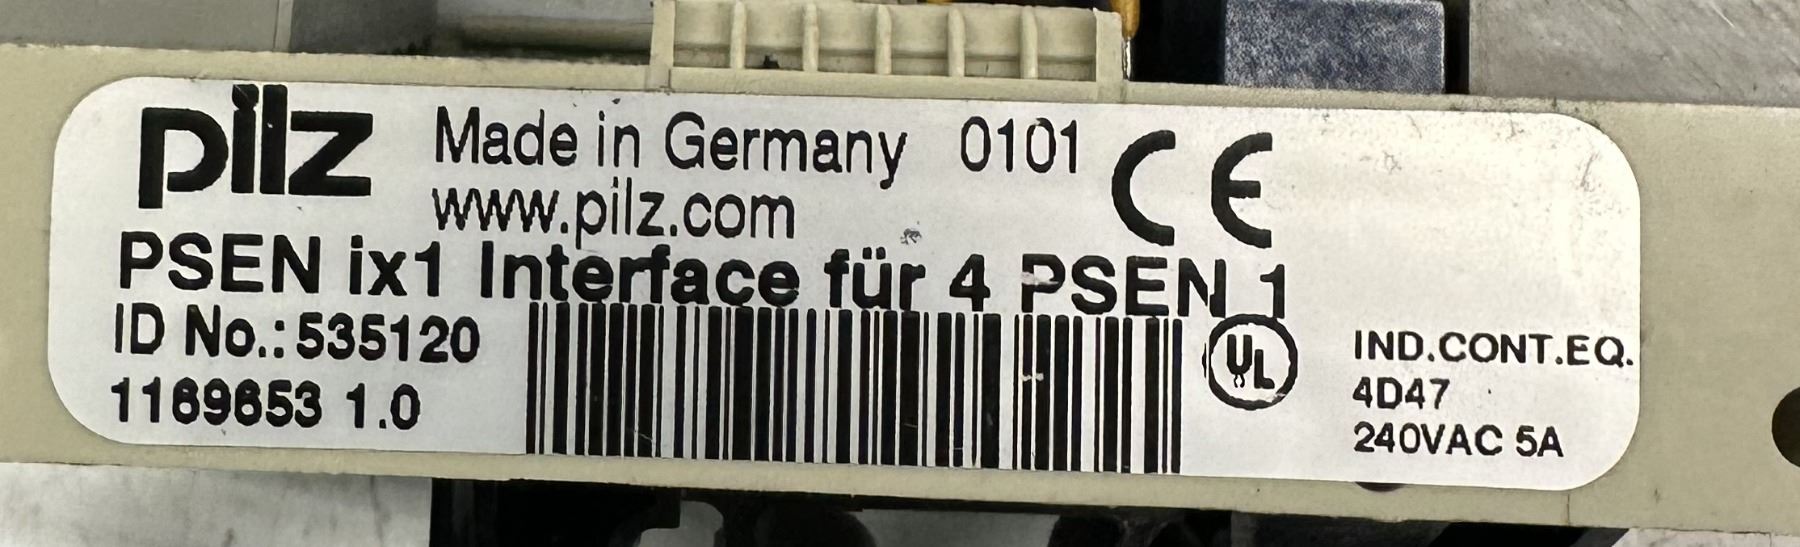 pilz Made in Germany 0101 CE
www.pilz.com
PSEN ix1 Interface für 4 PSEN 1
ID No.: 535120
1169653 1.0
UL
IND.CONT.EQ.
4D47
240VAC 5A